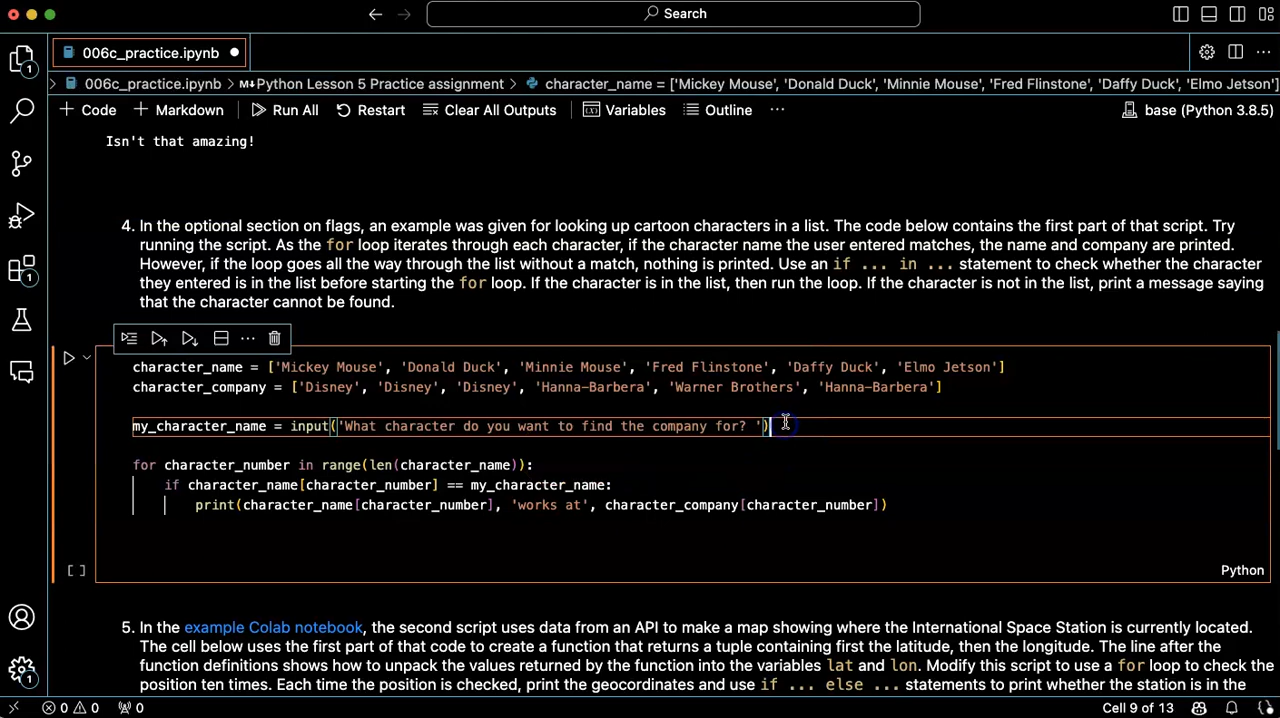 Search
006c_practice.ipynb
006c_practice.ipynb > M↓Python Lesson 5 Practice assignment > character_name = ['Mickey Mouse', 'Donald Duck', 'Minnie Mouse', 'Fred Flinstone', 'Daffy Duck', 'Elmo Jetson']
+ Code + Markdown Run All Restart Clear All Outputs Variables Outline ... base (Python 3.8.5)
Isn't that amazing!
4. In the optional section on flags, an example was given for looking up cartoon characters in a list. The code below contains the first part of that script. Try
running the script. As the for loop iterates through each character, if the character name the user entered matches, the name and company are printed.
However, if the loop goes all the way through the list without a match, nothing is printed. Use an if ... in ... statement to check whether the character
they entered is in the list before starting the for loop. If the character is in the list, then run the loop. If the character is not in the list, print a message saying
that the character cannot be found.
character_name = ['Mickey Mouse', 'Donald Duck', 'Minnie Mouse', 'Fred Flinstone', 'Daffy Duck', 'Elmo Jetson']
character_company = ['Disney', 'Disney', 'Disney', 'Hanna-Barbera', 'Warner Brothers', 'Hanna-Barbera']
my_character_name = input('What character do you want to find the company for? ')
for character_number in range(len(character_name)):
if character_name[character_number] == my_character_name:
print(character_name[character_number], 'works at', character_company[character_number])
[ ] Python
5. In the example Colab notebook, the second script uses data from an API to make a map showing where the International Space Station is currently located.
The cell below uses the first part of that code to create a function that returns a tuple containing first the latitude, then the longitude. The line after the
function definitions shows how to unpack the values returned by the function into the variables lat and lon. Modify this script to use a for loop to check the
position ten times. Each time the position is checked, print the geocordinates and use if ... else ... statements to print whether the station is in the
0 0 0 Cell 9 of 13
1
1
1